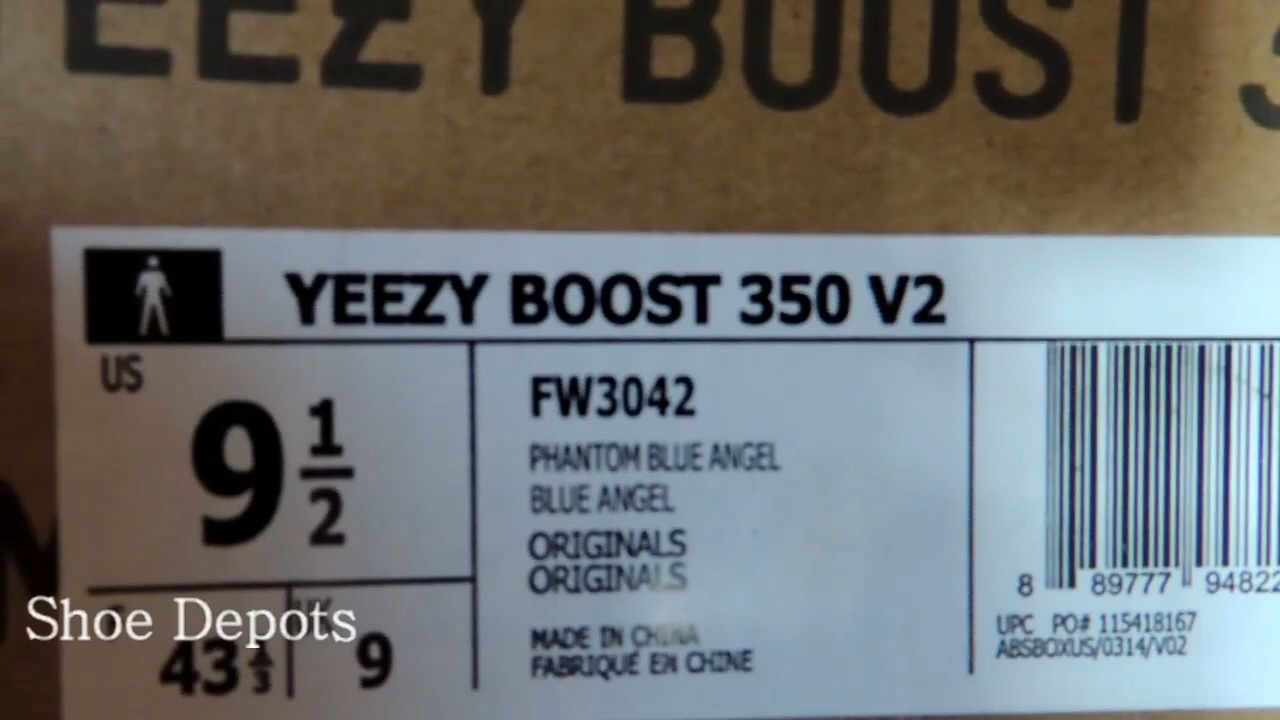 EEZY BOOST 3
YEEZY BOOST 350 V2
US
9 1/2
FW3042
PHANTOM BLUE ANGEL
BLUE ANGEL
ORIGINALS
ORIGINALS
MADE IN CHINA
FABRIQUÉ EN CHINE
8 89777 94822
UPC PO# 115418167
ABSBOXUS/0314/V02
UK
43 1/3 9
Shoe Depots